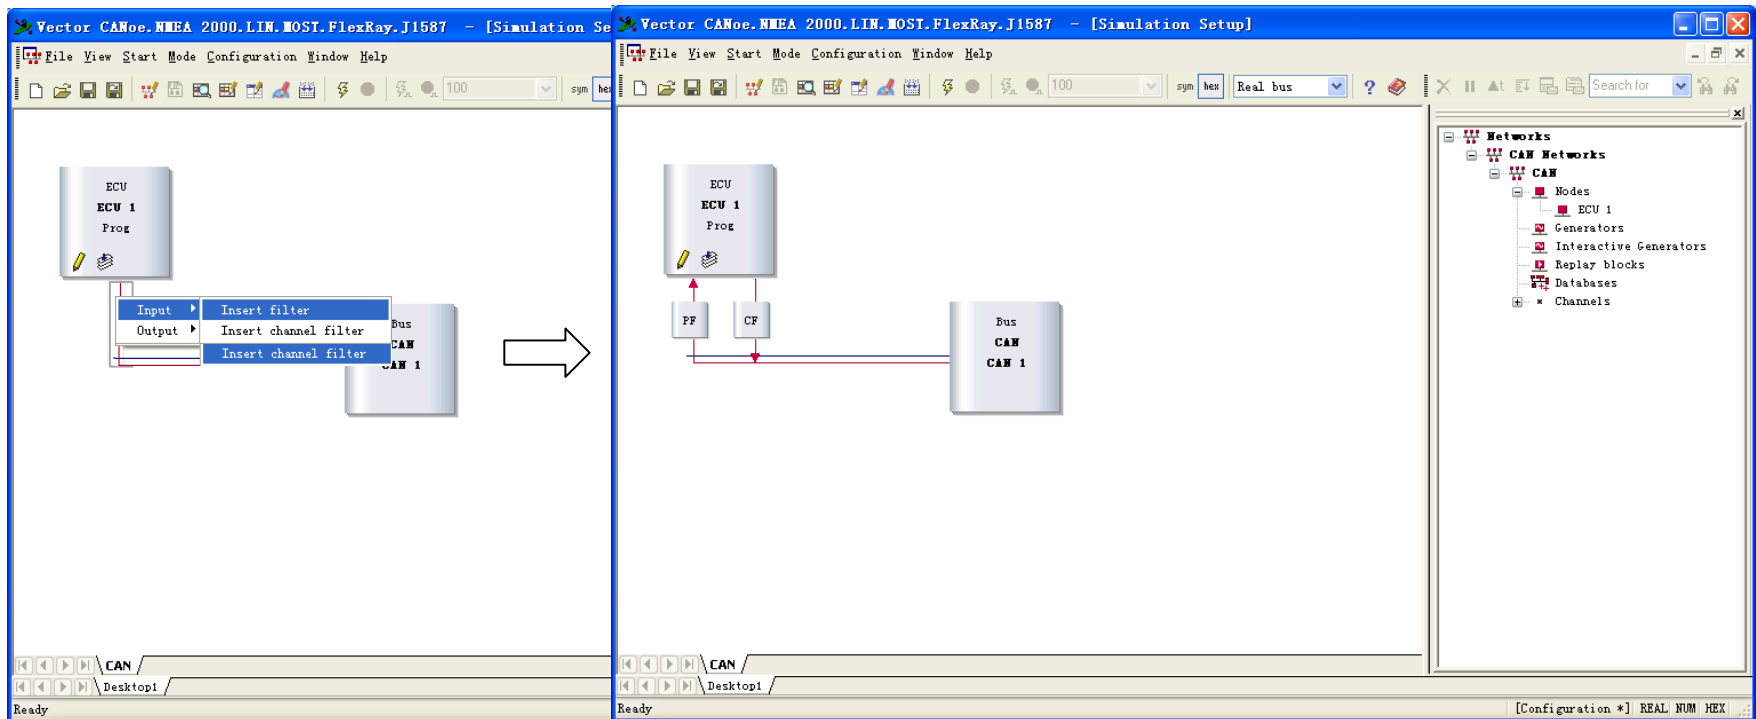 Vector CANoe.NMEA 2000.LIN.MOST.FlexRay.J1587 - [Simulation Se
File View Start Mode Configuration Window Help
100
sym he
ECU
ECU 1
Prog
Input
Insert filter
Output
Insert channel filter
Insert channel filter
Bus
CAN
CAN 1
CAN
Desktop1
Ready
Vector CANoe.NMEA 2000.LIN.MOST.FlexRay.J1587 - [Simulation Setup]
File View Start Mode Configuration Window Help
100
sym hex Real bus
Search for
ECU
ECU 1
Prog
PF
CF
Bus
CAN
CAN 1
Networks
CAN Networks
CAN
Nodes
ECU 1
Generators
Interactive Generators
Replay blocks
Databases
Channels
CAN
Desktop1
Ready
[Configuration *] REAL NUM HEX